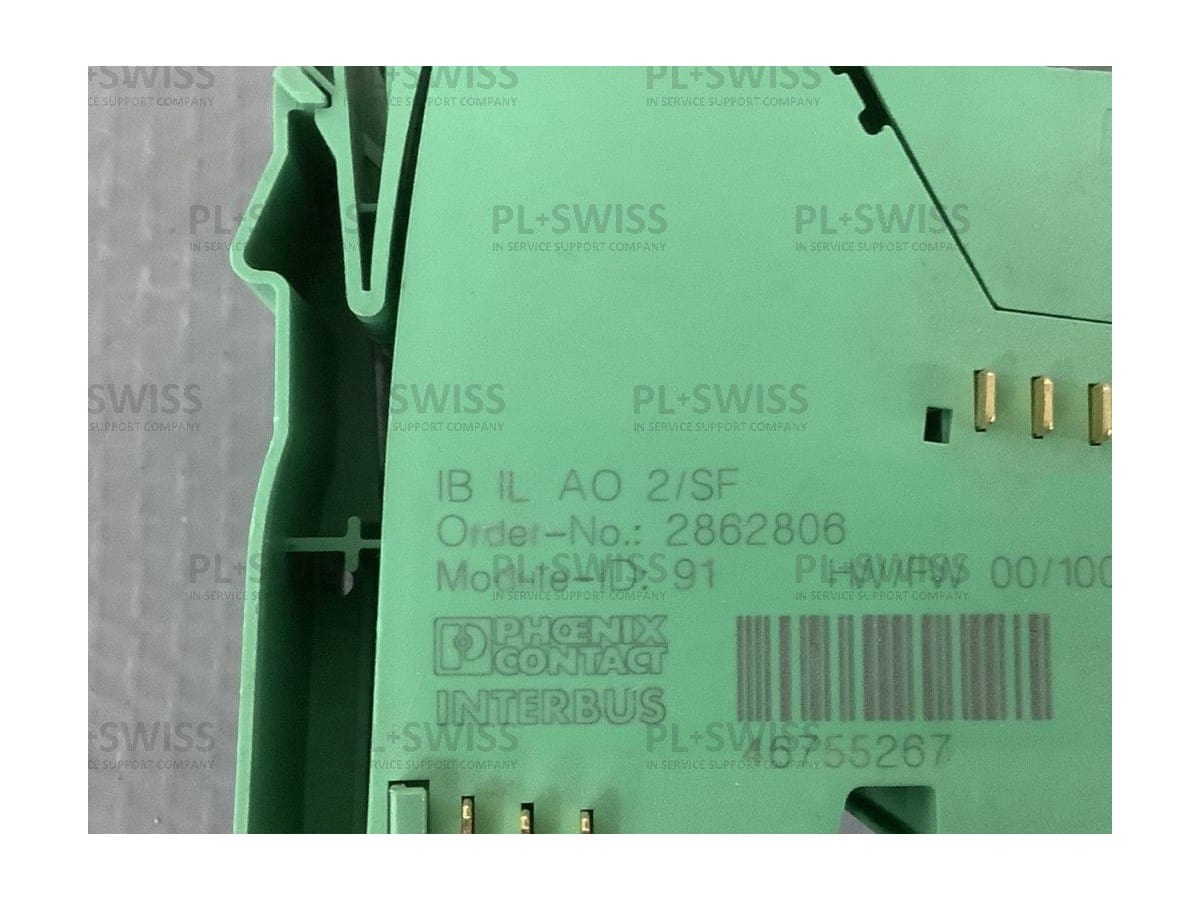 PL+SWISS
IN SERVICE SUPPORT COMPANY
IB IL AO 2/SF
Order-No.: 2862806
Module-ID: 91 HW/FW 00/100
PHŒNIX
CONTACT
INTERBUS
46755267